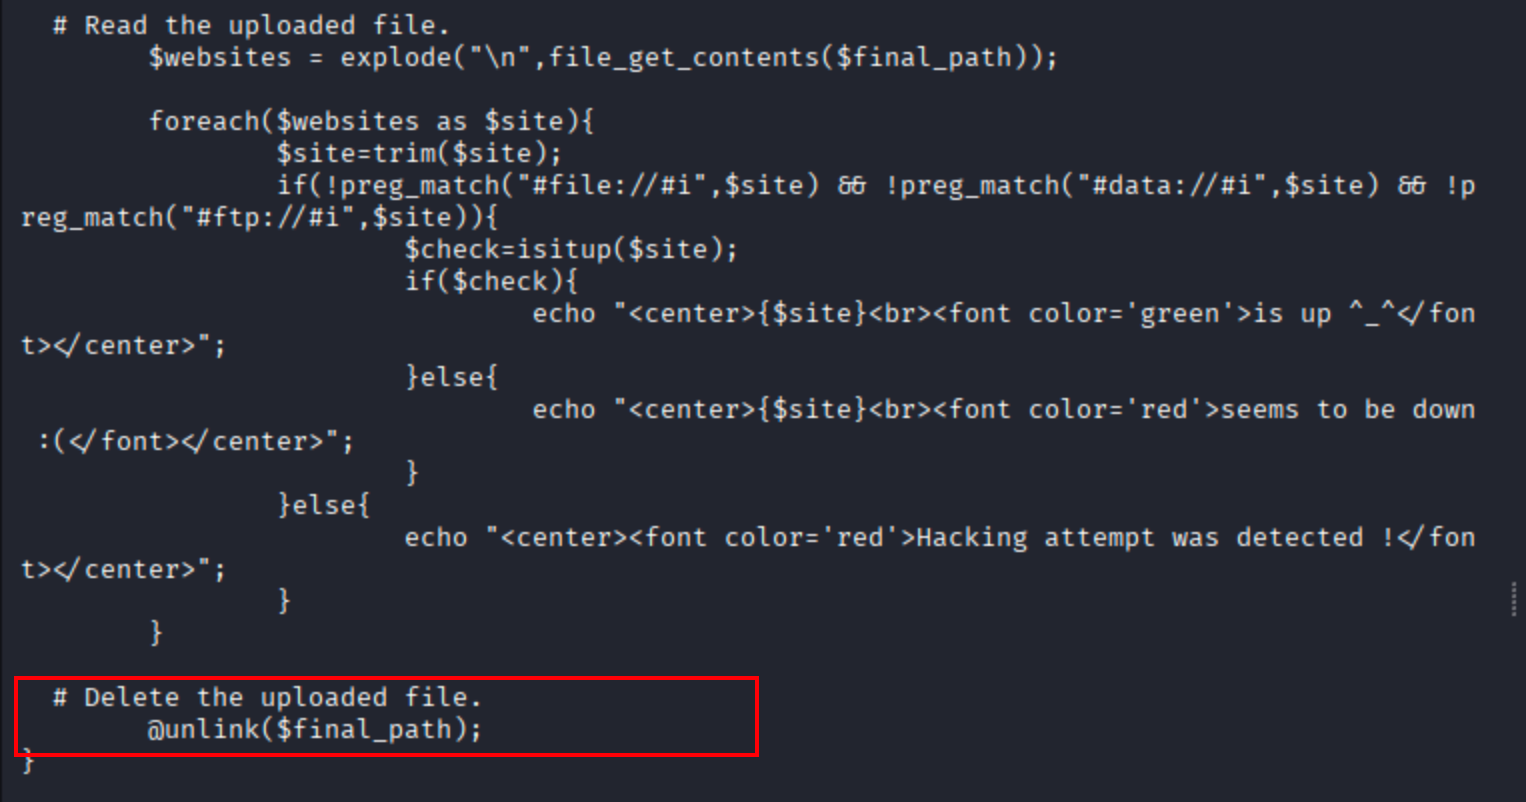 # Read the uploaded file.
$websites = explode("\n",file_get_contents($final_path));
foreach($websites as $site){
$site=trim($site);
if(!preg_match("#file://#i",$site) && !preg_match("#data://#i",$site) && !p
reg_match("#ftp://#i",$site)){
$check=isitup($site);
if($check){
echo "<center>{$site}<br><font color='green'>is up ^_^</fon
t></center>";
}else{
echo "<center>{$site}<br><font color='red'>seems to be down
:(</font></center>";
}
}else{
echo "<center><font color='red'>Hacking attempt was detected !</fon
t></center>";
}
}
# Delete the uploaded file.
@unlink($final_path);
}